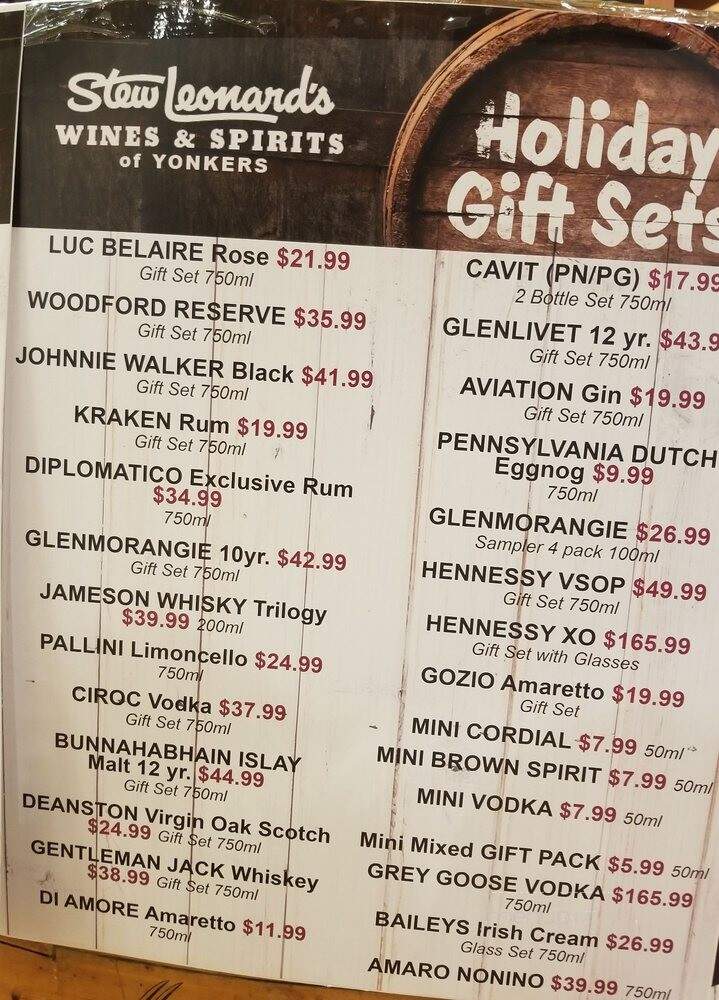 Stew Leonard's
WINES & SPIRITS
of YONKERS
Holiday
Gift Sets
LUC BELAIRE Rose $21.99
Gift Set 750ml
WOODFORD RESERVE $35.99
Gift Set 750ml
JOHNNIE WALKER Black $41.99
Gift Set 750ml
KRAKEN Rum $19.99
Gift Set 750ml
DIPLOMATICO Exclusive Rum
$34.99
750ml
GLENMORANGIE 10yr. $42.99
Gift Set 750ml
JAMESON WHISKY Trilogy
$39.99 200ml
PALLINI Limoncello $24.99
750ml
CIROC Vodka $37.99
Gift Set 750ml
BUNNAHABHAIN ISLAY
Malt 12 yr. $44.99
Gift Set 750ml
DEANSTON Virgin Oak Scotch
$24.99 Gift Set 750ml
GENTLEMAN JACK Whiskey
$38.99 Gift Set 750ml
DI AMORE Amaretto $11.99
750ml
CAVIT (PN/PG) $17.99
2 Bottle Set 750ml
GLENLIVET 12 yr. $43.9
Gift Set 750ml
AVIATION Gin $19.99
Gift Set 750ml
PENNSYLVANIA DUTCH
Eggnog $9.99
750ml
GLENMORANGIE $26.99
Sampler 4 pack 100ml
HENNESSY VSOP $49.99
Gift Set 750ml
HENNESSY XO $165.99
Gift Set with Glasses
GOZIO Amaretto $19.99
Gift Set
MINI CORDIAL $7.99 50ml
MINI BROWN SPIRIT $7.99 50ml
MINI VODKA $7.99 50ml
Mini Mixed GIFT PACK $5.99 50ml
GREY GOOSE VODKA $165.99
750ml
BAILEYS Irish Cream $26.99
Glass Set 750ml
AMARO NONINO $39.99 750ml